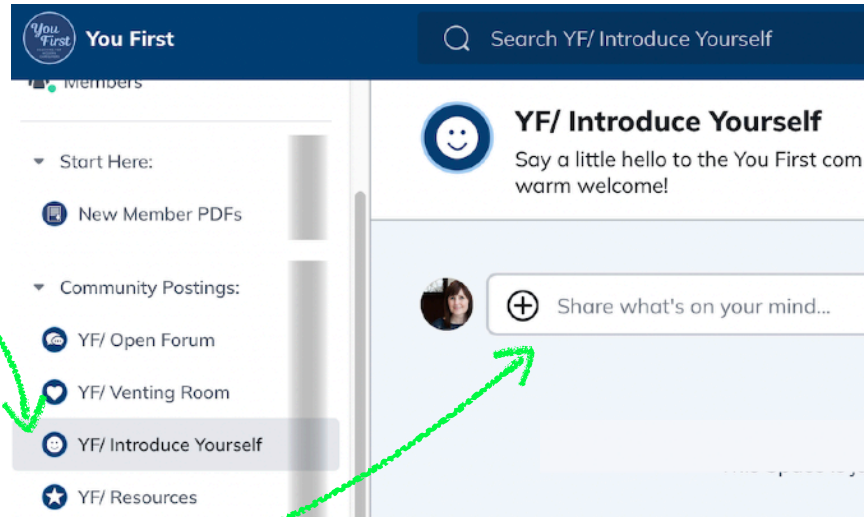 You First
You First
Search YF/ Introduce Yourself
Members
Start Here:
New Member PDFs
Community Postings:
YF/ Open Forum
YF/ Venting Room
YF/ Introduce Yourself
YF/ Resources
YF/ Introduce Yourself
Say a little hello to the You First com
warm welcome!
Share what's on your mind...